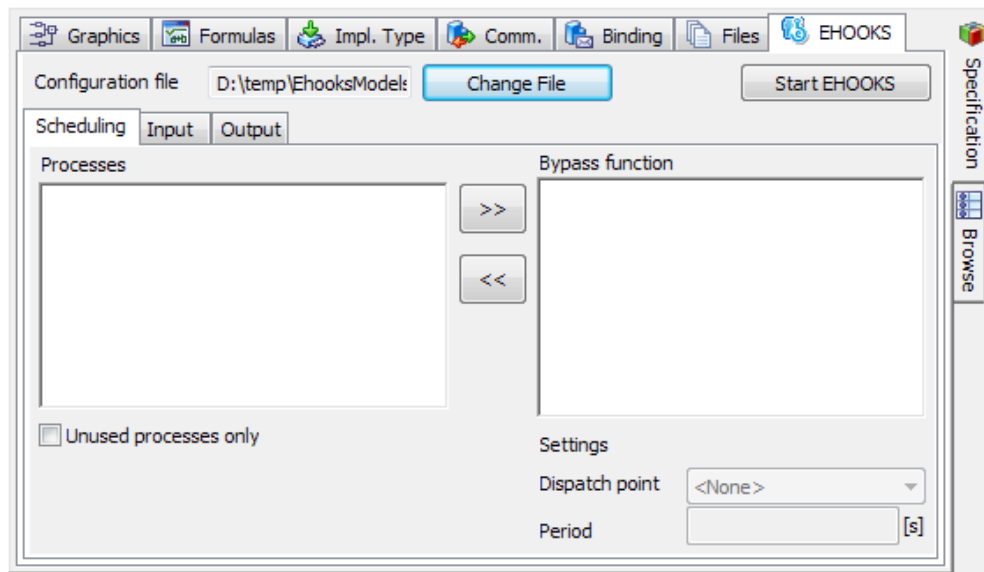 Graphics Formulas Impl. Type Comm. Binding Files EHOOKS
Configuration file D:\temp\EhooksModels Change File Start EHOOKS
Scheduling Input Output
Processes Bypass function
>>
<<
Unused processes only
Settings
Dispatch point <None>
Period [s]
Specification
Browse